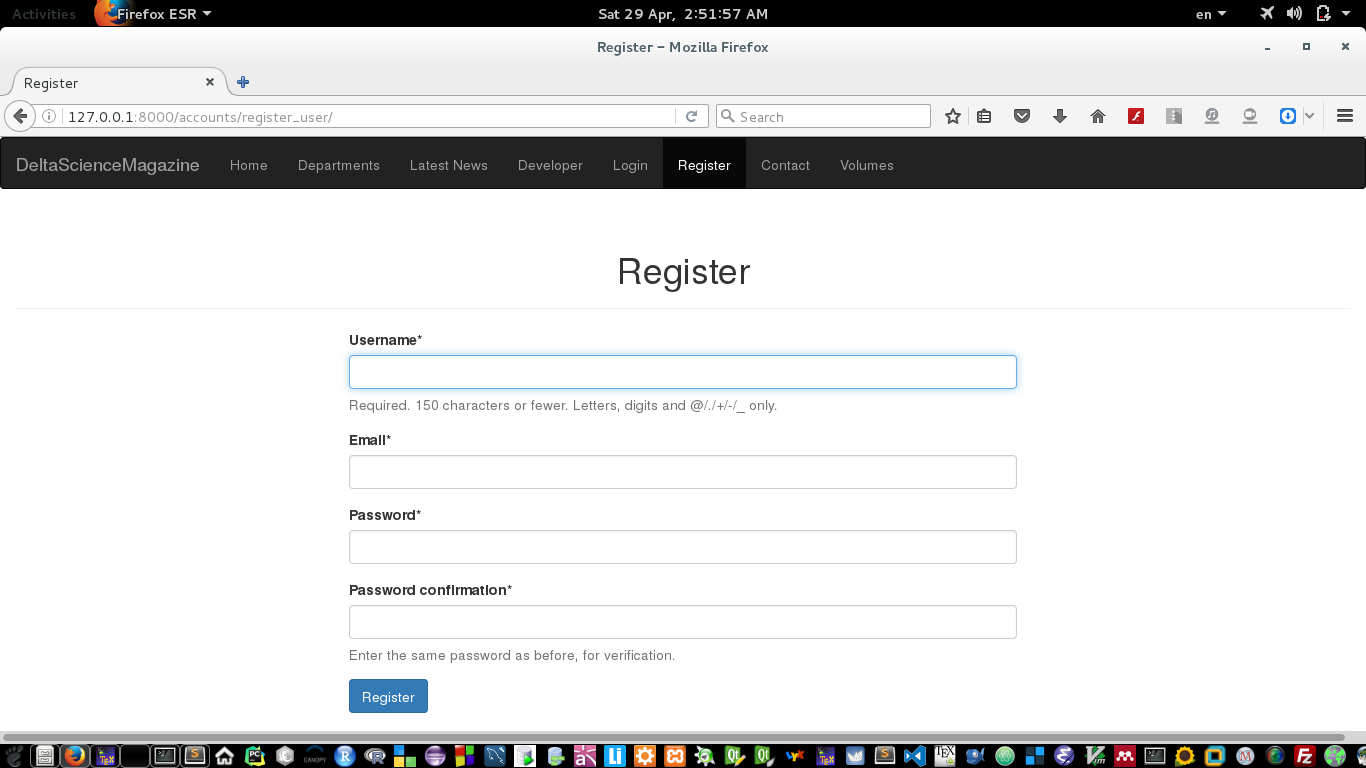 Activities Firefox ESR Sat 29 Apr, 2:51:57 AM en
Register – Mozilla Firefox
Register
127.0.0.1:8000/accounts/register_user/ Search
DeltaScienceMagazine Home Departments Latest News Developer Login Register Contact Volumes
Register
Username*
Required. 150 characters or fewer. Letters, digits and @/./+/-/_ only.
Email*
Password*
Password confirmation*
Enter the same password as before, for verification.
Register